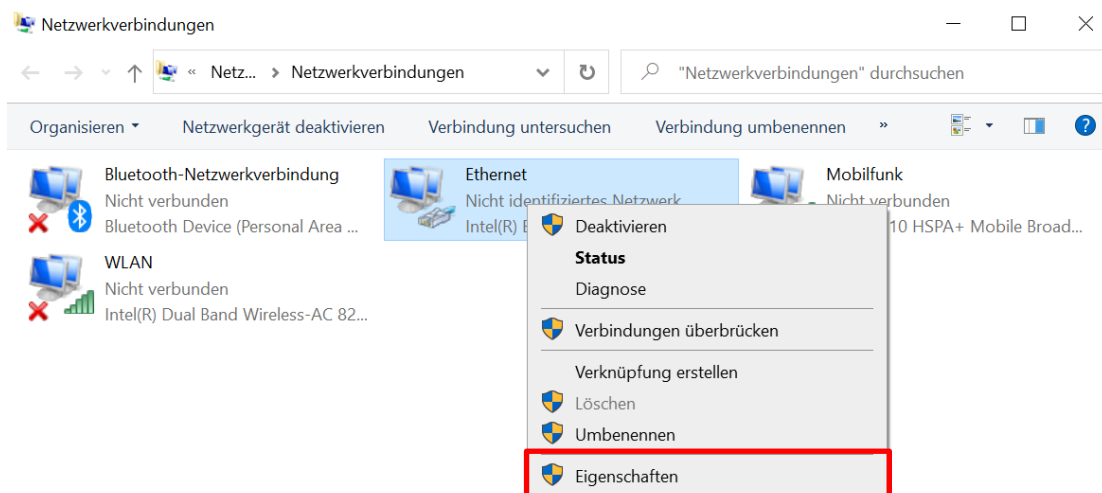 Netzwerkverbindungen
« Netz... > Netzwerkverbindungen
"Netzwerkverbindungen" durchsuchen
Organisieren Netzwerkgerät deaktivieren Verbindung untersuchen Verbindung umbenennen »
Bluetooth-Netzwerkverbindung
Nicht verbunden
Bluetooth Device (Personal Area ...
Ethernet
Nicht identifiziertes Netzwerk
Intel(R)
Mobilfunk
Nicht verbunden
10 HSPA+ Mobile Broad...
WLAN
Nicht verbunden
Intel(R) Dual Band Wireless-AC 82...
Deaktivieren
Status
Diagnose
Verbindungen überbrücken
Verknüpfung erstellen
Löschen
Umbenennen
Eigenschaften